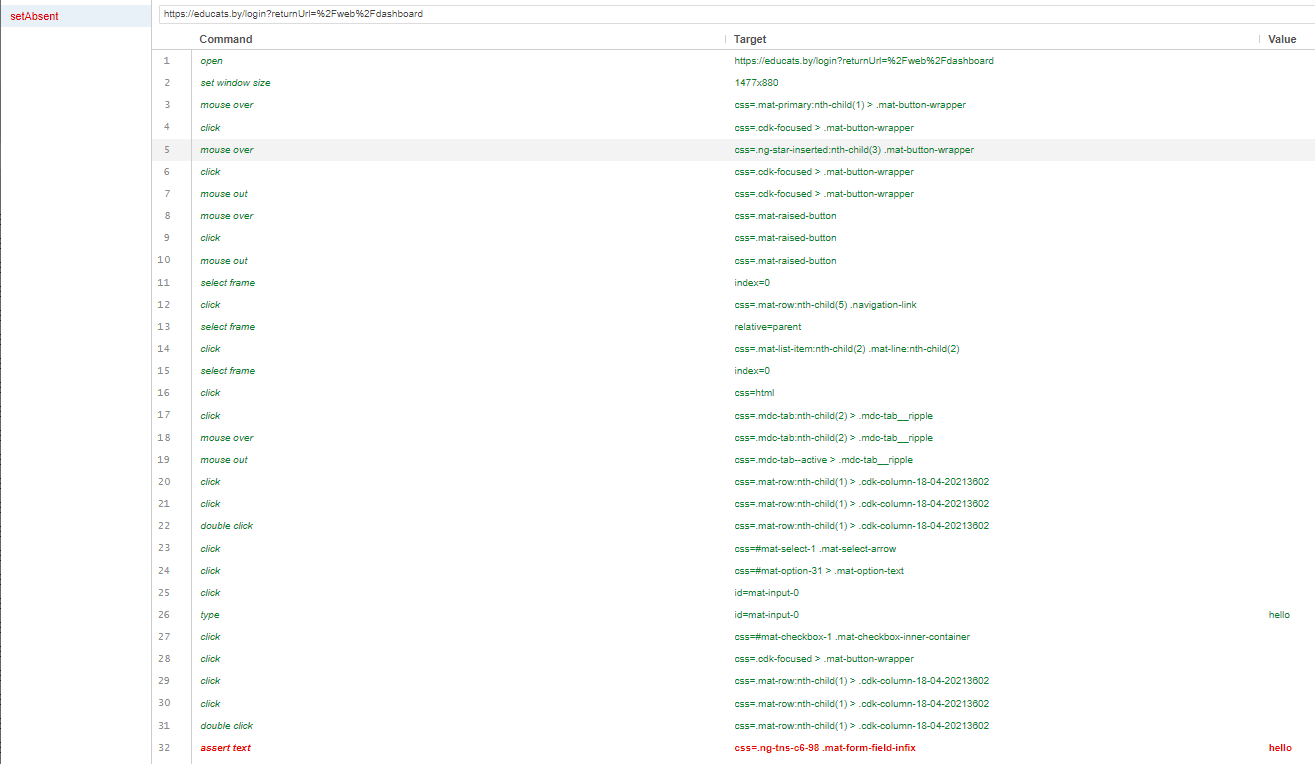 setAbsent
https://educats.by/login?returnUrl=%2Fweb%2Fdashboard
Command Target Value
1 open https://educats.by/login?returnUrl=%2Fweb%2Fdashboard
2 set window size 1477x880
3 mouse over css=.mat-primary:nth-child(1) > .mat-button-wrapper
4 click css=.cdk-focused > .mat-button-wrapper
5 mouse over css=.ng-star-inserted:nth-child(3) .mat-button-wrapper
6 click css=.cdk-focused > .mat-button-wrapper
7 mouse out css=.cdk-focused > .mat-button-wrapper
8 mouse over css=.mat-raised-button
9 click css=.mat-raised-button
10 mouse out css=.mat-raised-button
11 select frame index=0
12 click css=.mat-row:nth-child(5) .navigation-link
13 select frame relative=parent
14 click css=.mat-list-item:nth-child(2) .mat-line:nth-child(2)
15 select frame index=0
16 click css=html
17 click css=.mdc-tab:nth-child(2) > .mdc-tab__ripple
18 mouse over css=.mdc-tab:nth-child(2) > .mdc-tab__ripple
19 mouse out css=.mdc-tab--active > .mdc-tab__ripple
20 click css=.mat-row:nth-child(1) > .cdk-column-18-04-20213602
21 click css=.mat-row:nth-child(1) > .cdk-column-18-04-20213602
22 double click css=.mat-row:nth-child(1) > .cdk-column-18-04-20213602
23 click css=#mat-select-1 .mat-select-arrow
24 click css=#mat-option-31 > .mat-option-text
25 click id=mat-input-0
26 type id=mat-input-0 hello
27 click css=#mat-checkbox-1 .mat-checkbox-inner-container
28 click css=.cdk-focused > .mat-button-wrapper
29 click css=.mat-row:nth-child(1) > .cdk-column-18-04-20213602
30 click css=.mat-row:nth-child(1) > .cdk-column-18-04-20213602
31 double click css=.mat-row:nth-child(1) > .cdk-column-18-04-20213602
32 assert text css=.ng-tns-c6-98 .mat-form-field-infix hello